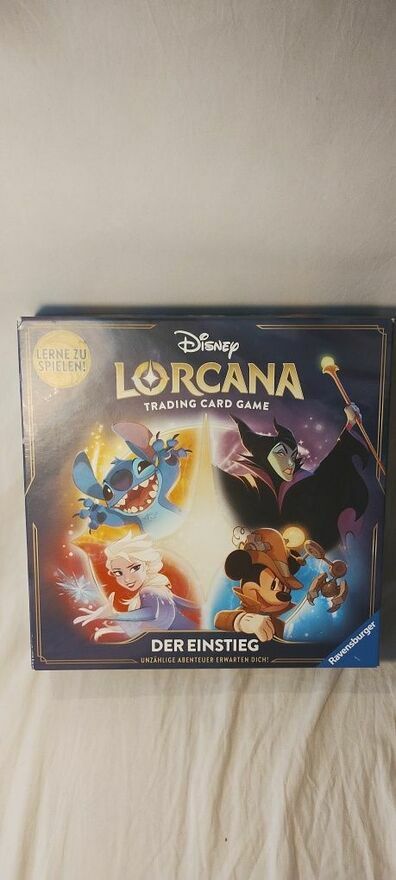 LERNE ZU
SPIELEN!
Disney
LORCANA
TRADING CARD GAME
DER EINSTIEG
UNZÄHLIGE ABENTEUER ERWARTEN DICH!
Ravensburger